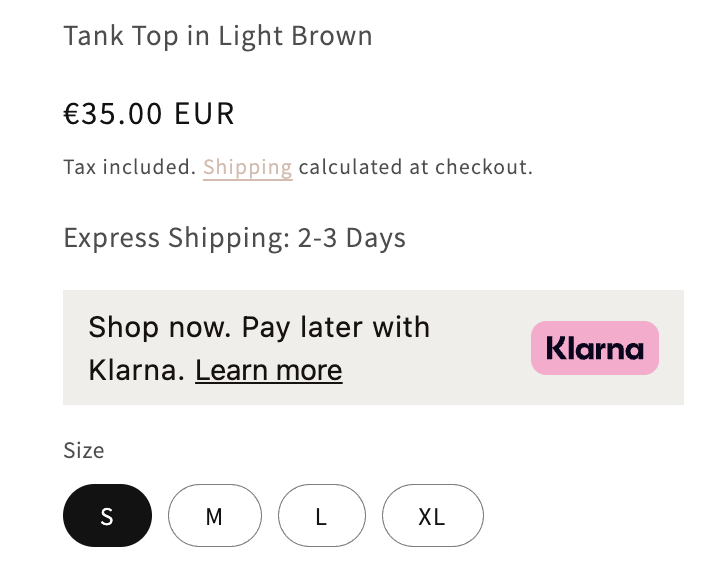 Tank Top in Light Brown
€35.00 EUR
Tax included. Shipping calculated at checkout.
Express Shipping: 2-3 Days
Shop now. Pay later with
Klarna. Learn more
Klarna
Size
S M L XL